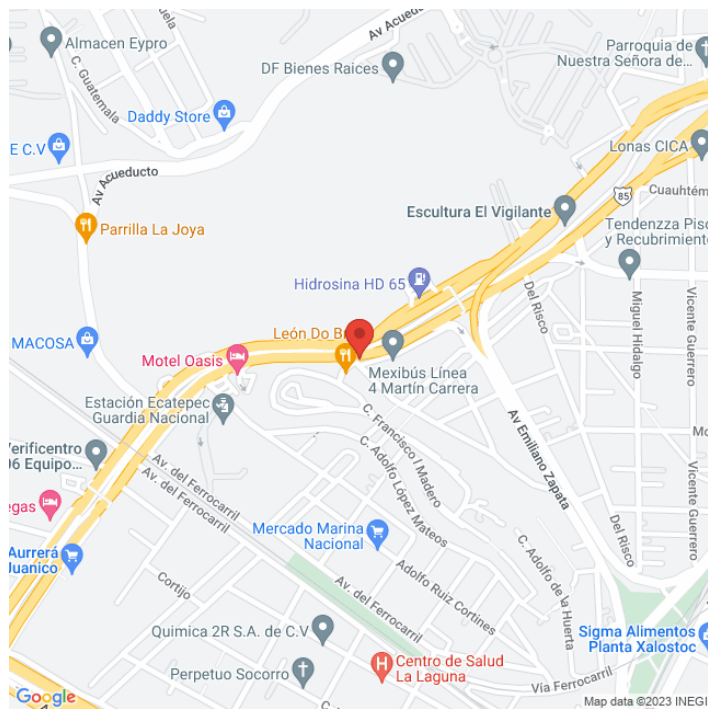 Almacen Eypro
C. Guatemala
Av Acueducto
DF Bienes Raices
Parroquia de
Nuestra Señora de...
Daddy Store
E C.V
Lonas CICA
Av Acueducto
85
Cuauhtém
Parrilla La Joya
Escultura El Vigilante
Tendenzza Piso
y Recubrimiento
Hidrosina HD 65
Del Risco
Miguel Hidalgo
Vicente Guerrero
MACOSA
León Do B
Motel Oasis
Mexibús Línea
4 Martín Carrera
Estación Ecatepec
Guardia Nacional
C. Francisco I Madero
Av Emiliano Zapata
Verificentro
06 Equipo...
C. Adolfo López Mateos
Mo
Av. del Ferrocarril
Av. del Ferrocarril
Vicente Guerrero
egas
Mercado Marina
Nacional
C. Adolfo de la Huerta
Del Risco
Aurrerá
Juanico
Cortijo
Av. del Ferrocarril
Adolfo Ruiz Cortines
Quimica 2R S.A. de C.V
Sigma Alimentos
Planta Xalostoc
Centro de Salud
La Laguna
Perpetuo Socorro
Vía Ferrocarril
Google
Map data ©2023 INEGI